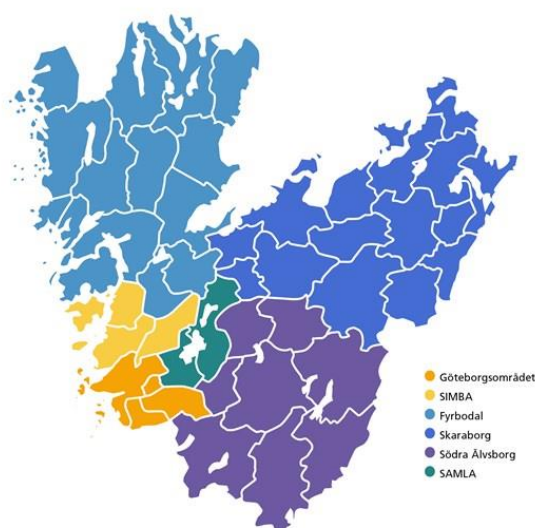 Göteborgsområdet
SIMBA
Fyrbodal
Skaraborg
Södra Älvsborg
SAMLA